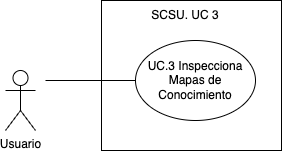 SCSU. UC 3
UC.3 Inspecciona
Mapas de
Conocimiento
Usuario